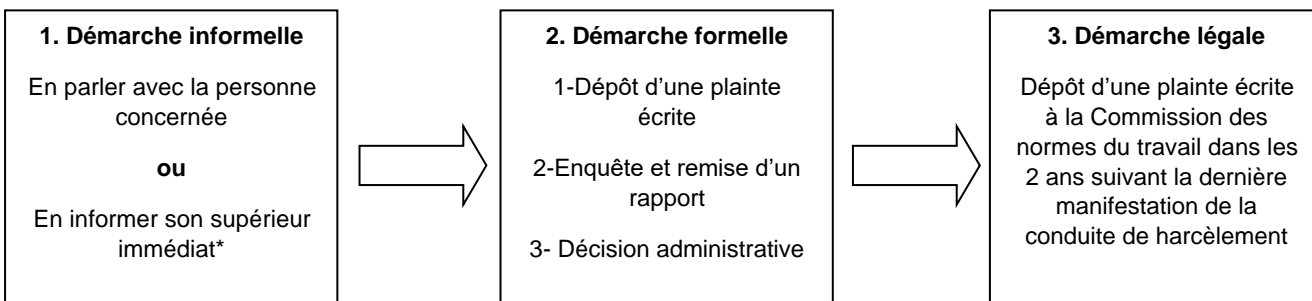 1. Démarche informelle
En parler avec la personne
concernée
ou
En informer son supérieur
immédiat*
2. Démarche formelle
1-Dépôt d’une plainte
écrite
2-Enquête et remise d’un
rapport
3- Décision administrative
3. Démarche légale
Dépôt d’une plainte écrite
à la Commission des
normes du travail dans les
2 ans suivant la dernière
manifestation de la
conduite de harcèlement